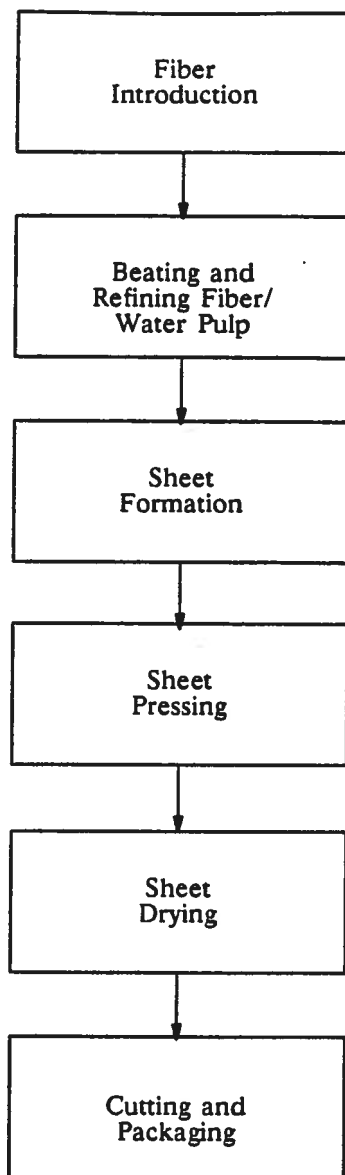 Fiber
Introduction
Beating and
Refining Fiber/
Water Pulp
Sheet
Formation
Sheet
Pressing
Sheet
Drying
Cutting and
Packaging